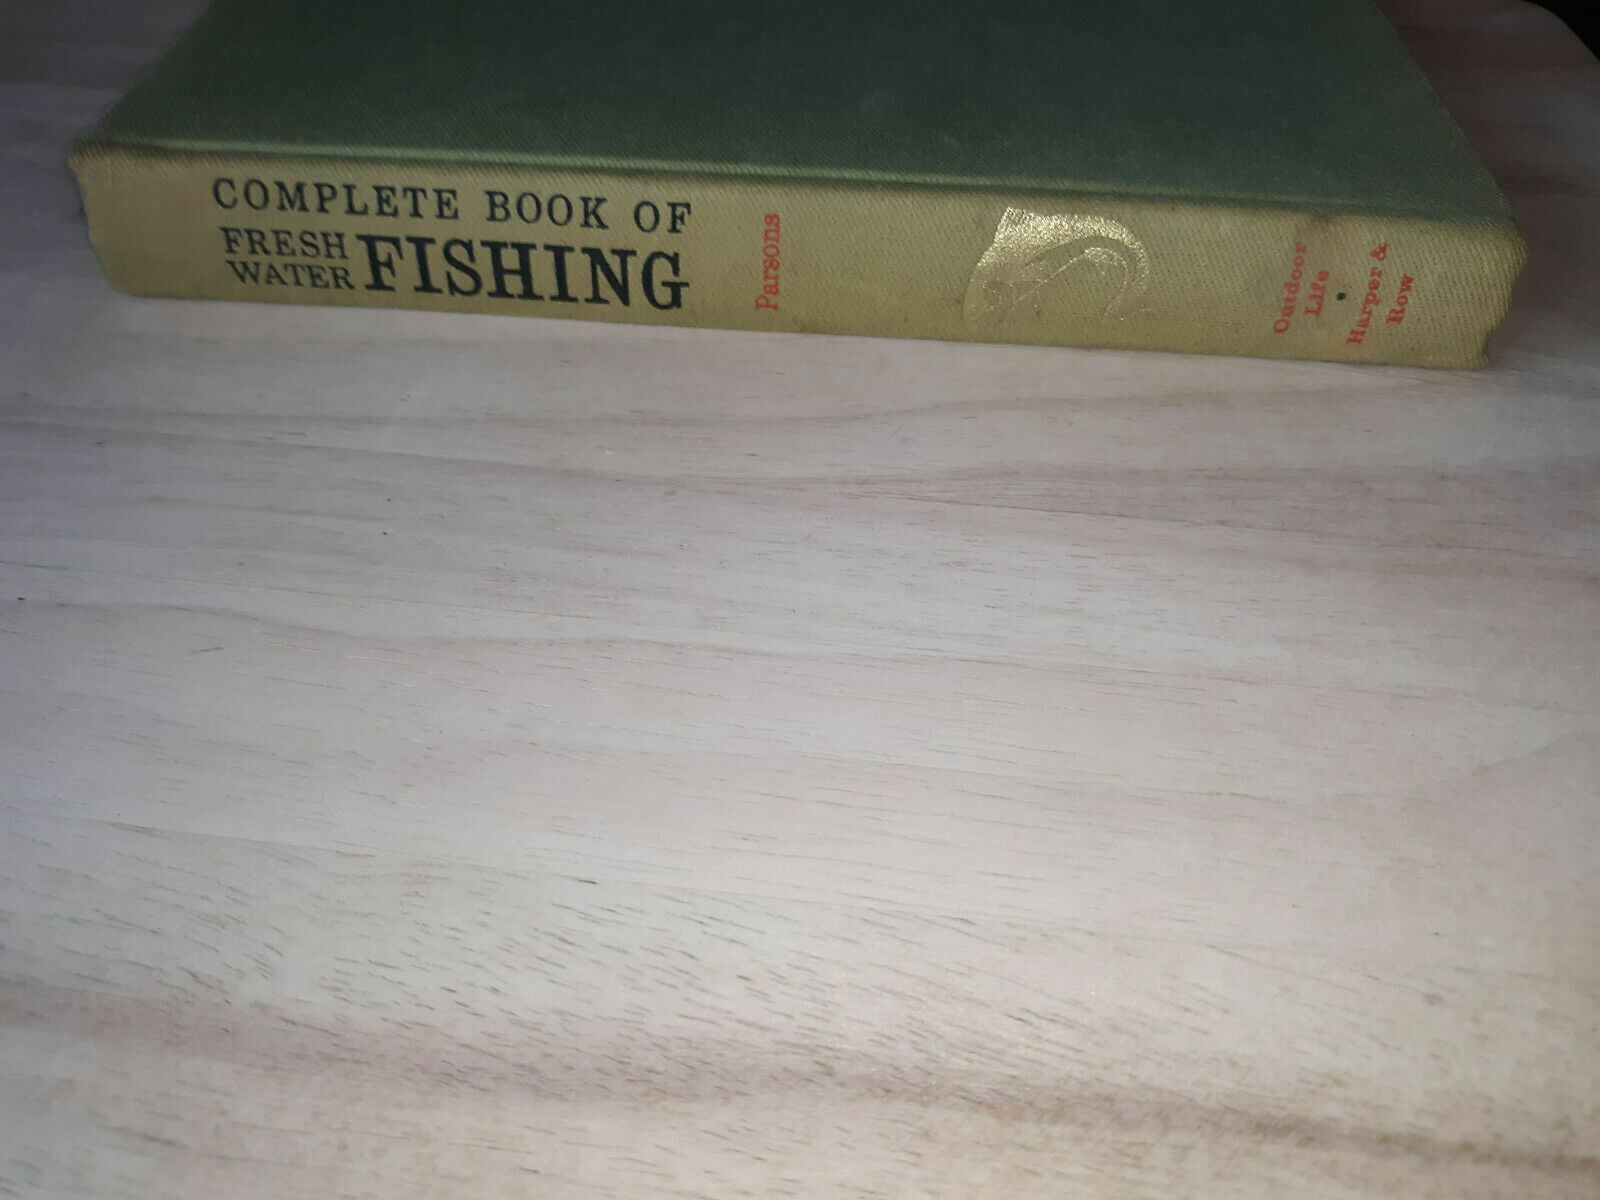 COMPLETE BOOK OF
FRESH
WATER
FISHING
Parsons
Outdoor
Life
•
Harper &
Row